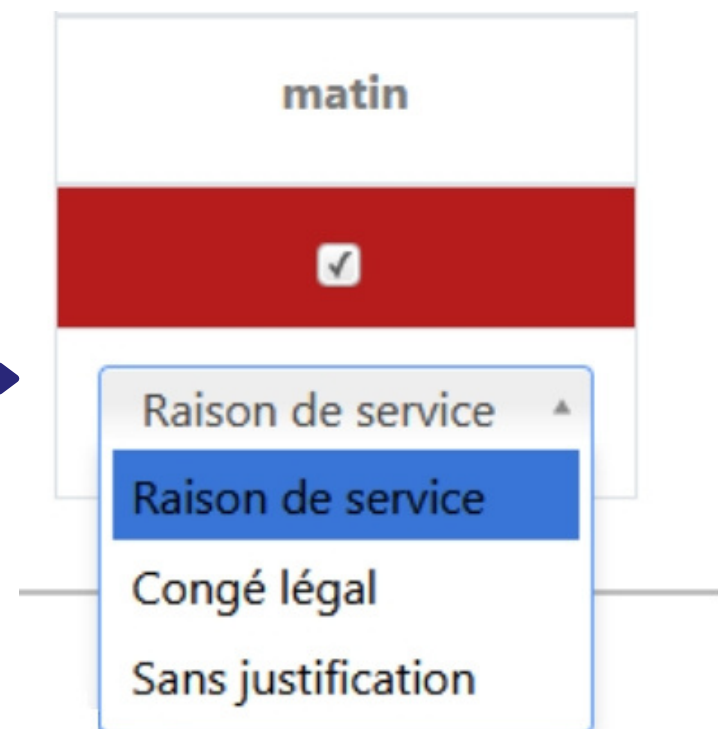 matin
Raison de service
Raison de service
Congé légal
Sans justification